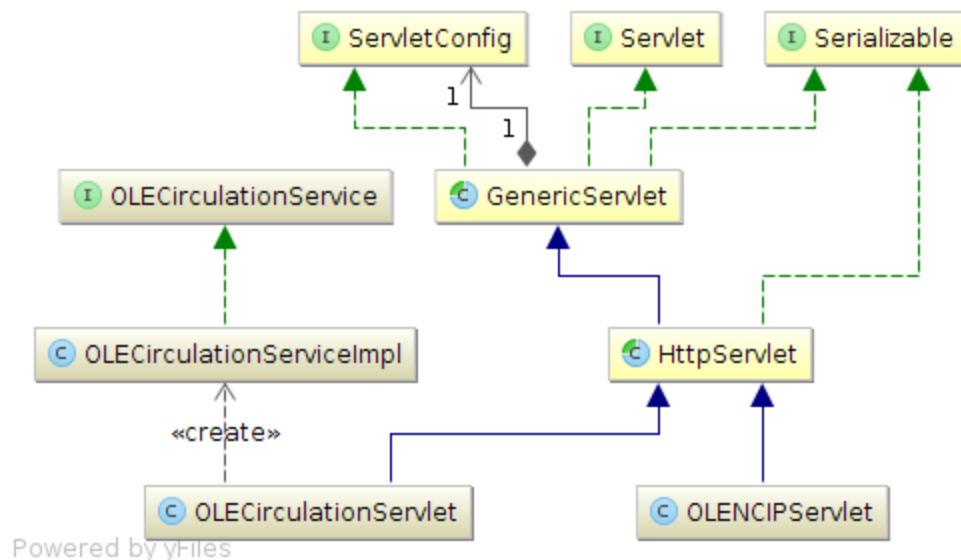 I ServletConfig
I Servlet
I Serializable
1
1
I OLECirculationService
C GenericServlet
C OLECirculationServiceImpl
C HttpServlet
«create»
C OLECirculationServlet
C OLENCIPServlet
Powered by yFiles